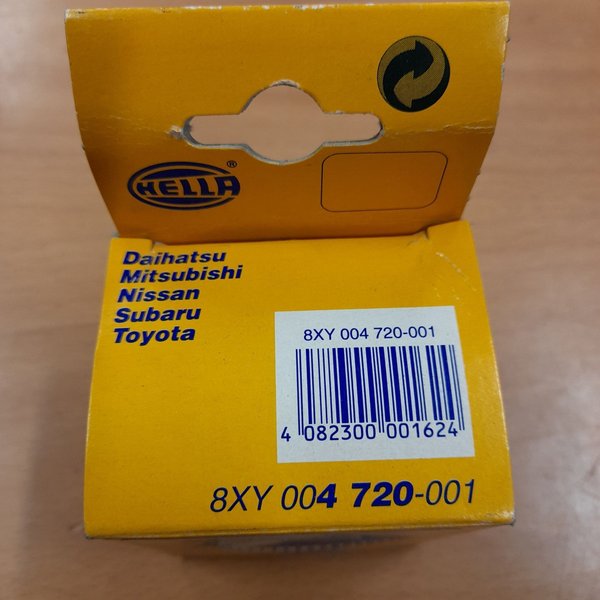 HELLA®
Daihatsu
Mitsubishi
Nissan
Subaru
Toyota
8XY 004 720-001
4 082300 001624
8XY 004 720-001